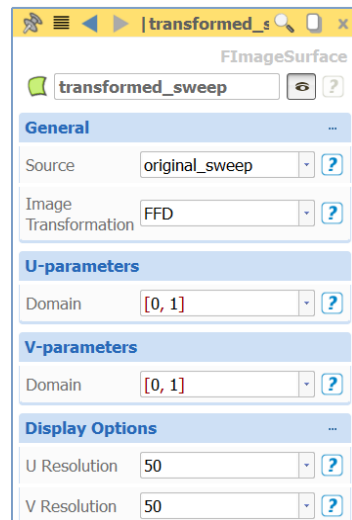 |transformed_s
FImageSurface
transformed_sweep
?
General
...
Source
original_sweep
?
Image
Transformation
FFD
?
U-parameters
Domain
[0, 1]
?
V-parameters
Domain
[0, 1]
?
Display Options
...
U Resolution
50
?
V Resolution
50
?